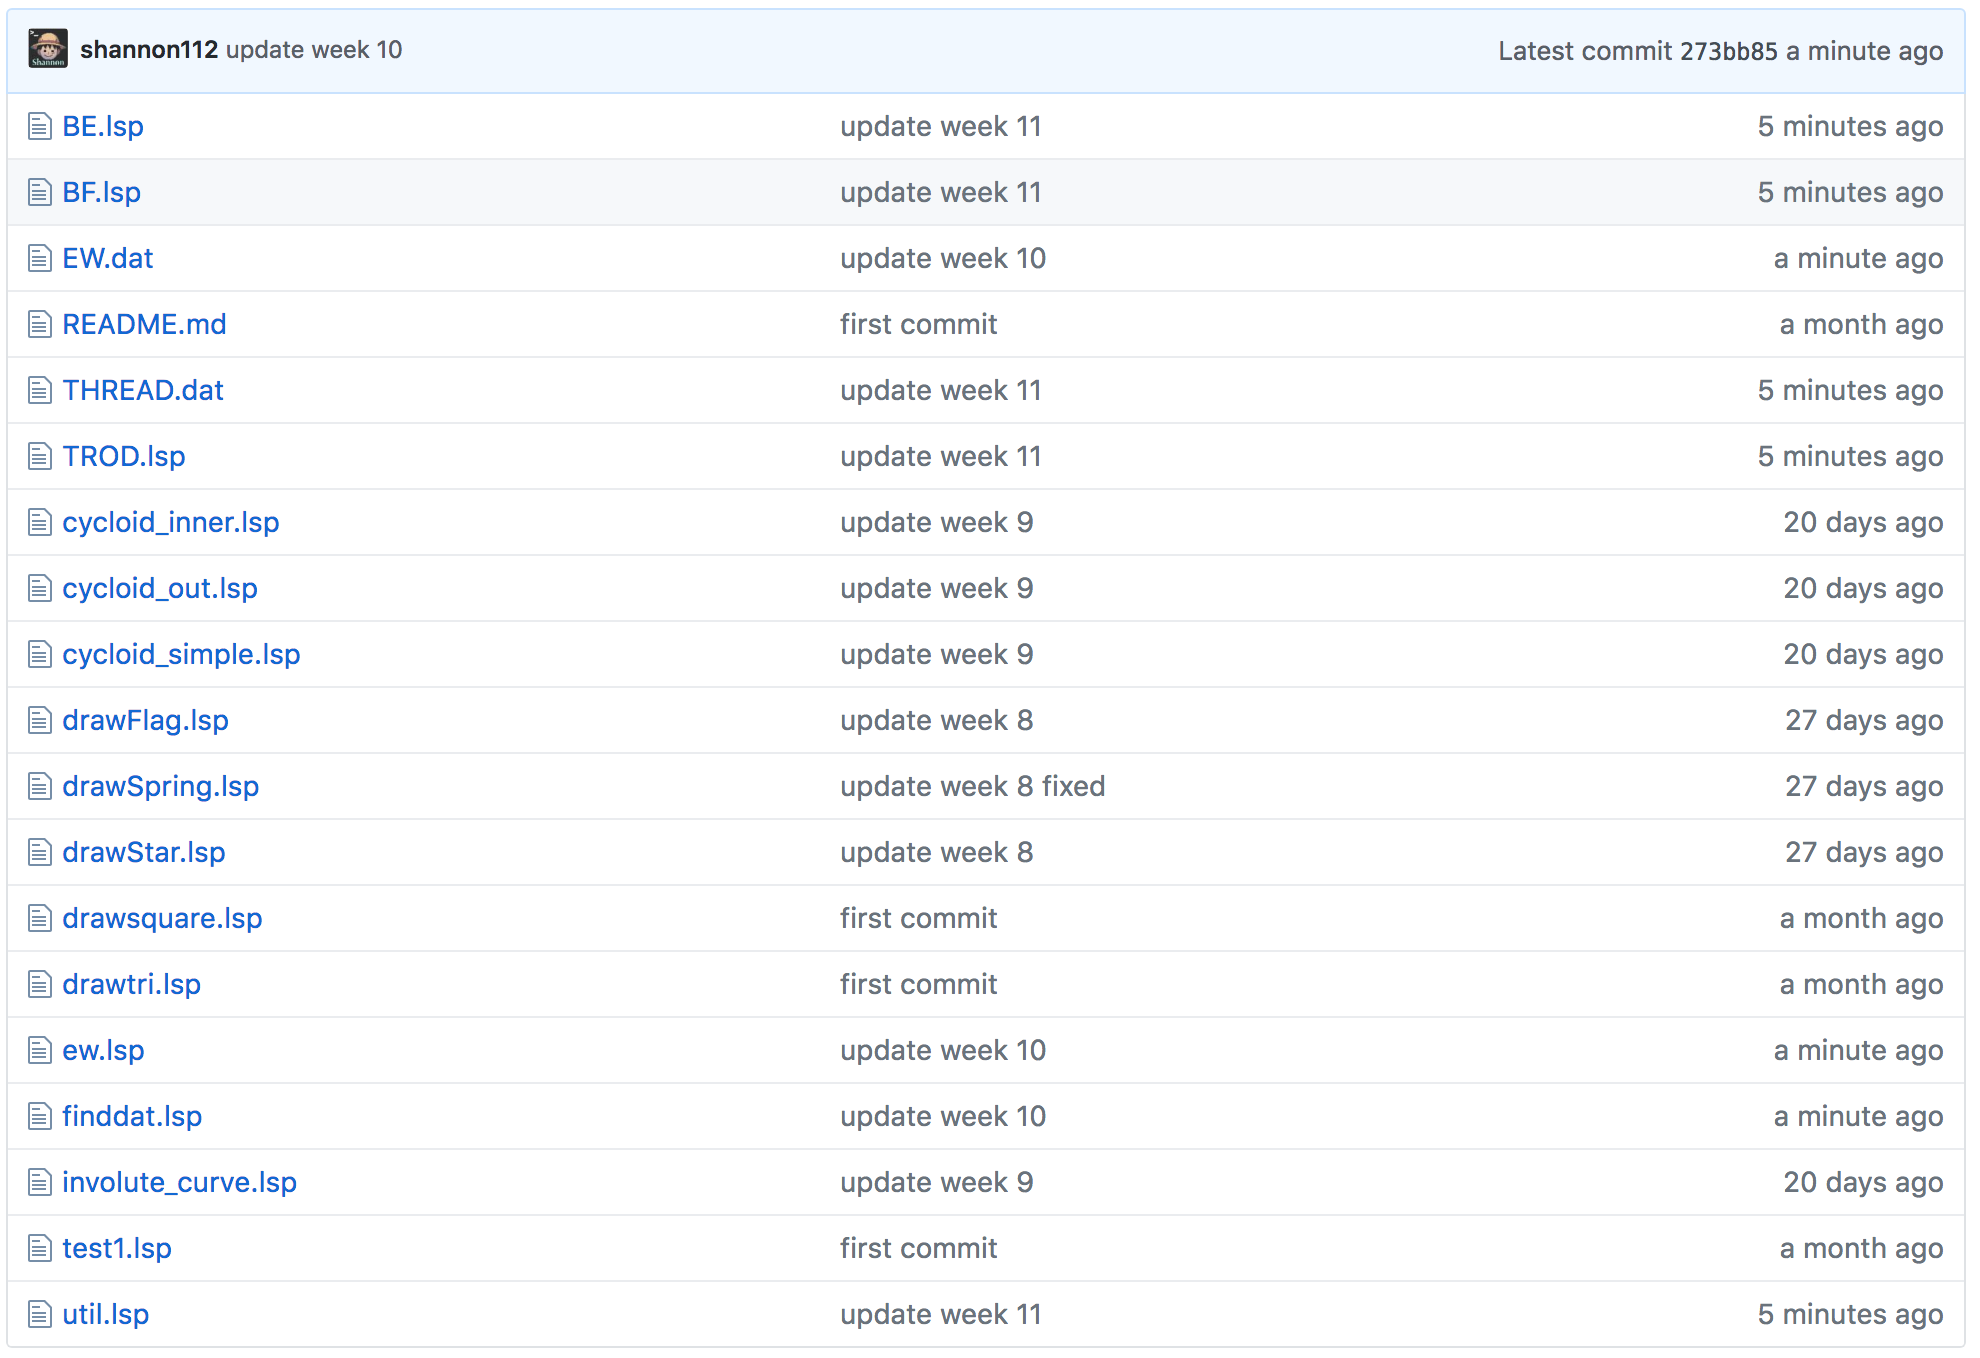 >_
Shannon
shannon112 update week 10 Latest commit 273bb85 a minute ago
BE.lsp update week 11 5 minutes ago
BF.lsp update week 11 5 minutes ago
EW.dat update week 10 a minute ago
README.md first commit a month ago
THREAD.dat update week 11 5 minutes ago
TROD.lsp update week 11 5 minutes ago
cycloid_inner.lsp update week 9 20 days ago
cycloid_out.lsp update week 9 20 days ago
cycloid_simple.lsp update week 9 20 days ago
drawFlag.lsp update week 8 27 days ago
drawSpring.lsp update week 8 fixed 27 days ago
drawStar.lsp update week 8 27 days ago
drawsquare.lsp first commit a month ago
drawtri.lsp first commit a month ago
ew.lsp update week 10 a minute ago
finddat.lsp update week 10 a minute ago
involute_curve.lsp update week 9 20 days ago
test1.lsp first commit a month ago
util.lsp update week 11 5 minutes ago